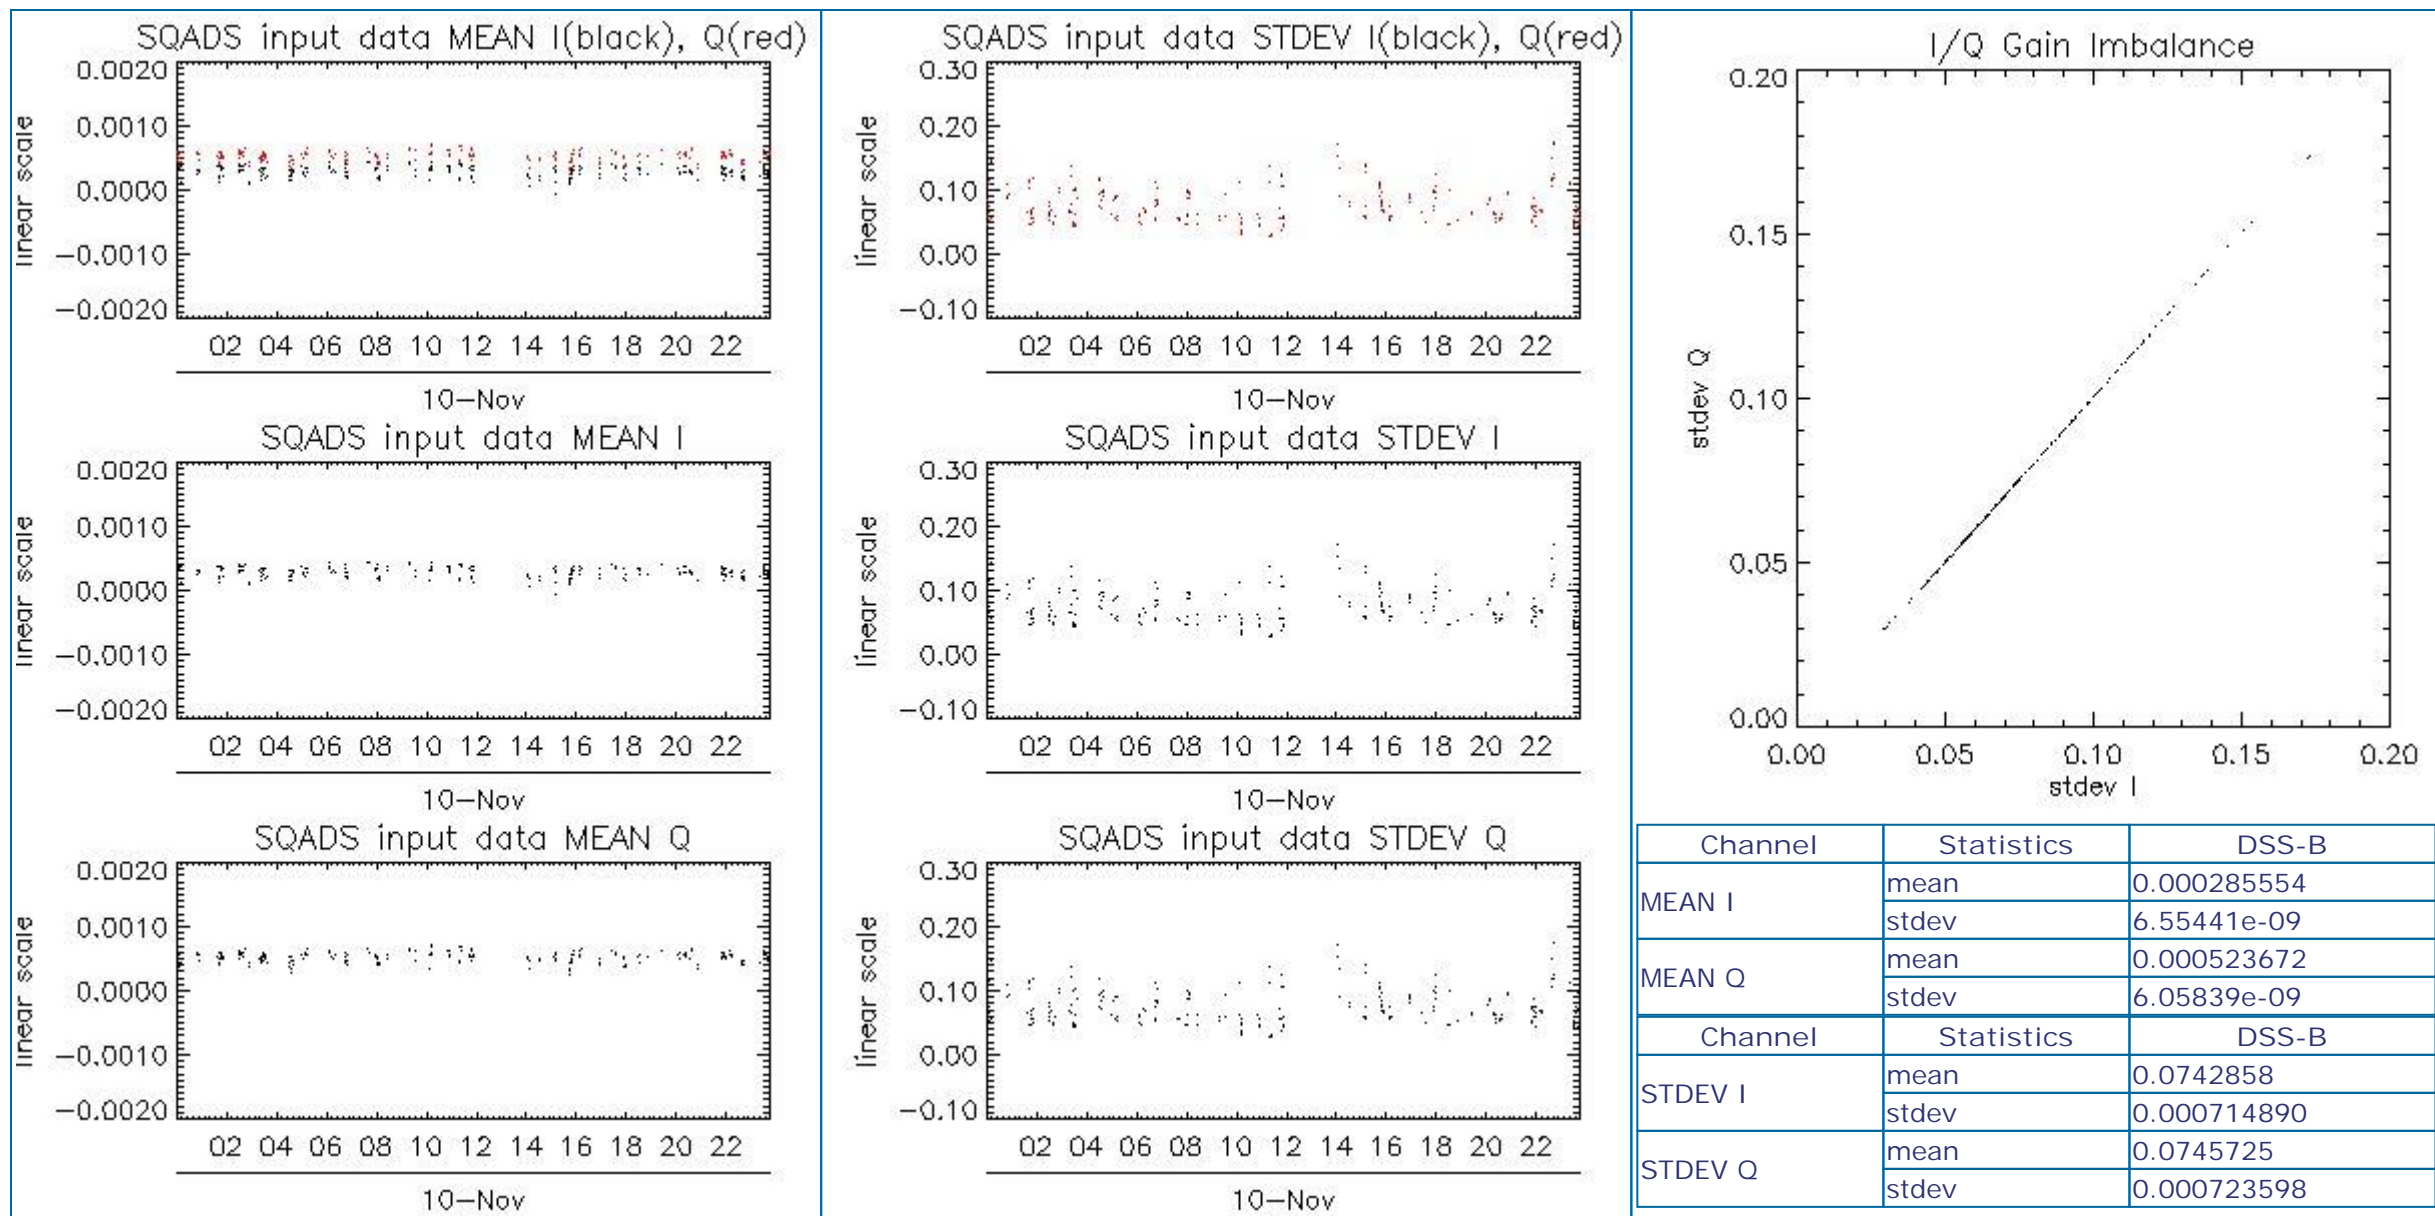 SQADS input data MEAN I(black), Q(red)
linear scale
0.0020
0.0010
0.0000
-0.0010
-0.0020
02 04 06 08 10 12 14 16 18 20 22
10-Nov
SQADS input data MEAN I
linear scale
0.0020
0.0010
0.0000
-0.0010
-0.0020
02 04 06 08 10 12 14 16 18 20 22
10-Nov
SQADS input data MEAN Q
linear scale
0.0020
0.0010
0.0000
-0.0010
-0.0020
02 04 06 08 10 12 14 16 18 20 22
10-Nov
SQADS input data STDEV I(black), Q(red)
linear scale
0.30
0.20
0.10
0.00
-0.10
02 04 06 08 10 12 14 16 18 20 22
10-Nov
SQADS input data STDEV I
linear scale
0.30
0.20
0.10
0.00
-0.10
02 04 06 08 10 12 14 16 18 20 22
10-Nov
SQADS input data STDEV Q
linear scale
0.30
0.20
0.10
0.00
-0.10
02 04 06 08 10 12 14 16 18 20 22
10-Nov
I/Q Gain Imbalance
stdev Q
0.20
0.15
0.10
0.05
0.00
0.00 0.05 0.10 0.15 0.20
stdev I
Channel Statistics DSS-B
MEAN I mean 0.000285554
stdev 6.55441e-09
MEAN Q mean 0.000523672
stdev 6.05839e-09
Channel Statistics DSS-B
STDEV I mean 0.0742858
stdev 0.000714890
STDEV Q mean 0.0745725
stdev 0.000723598